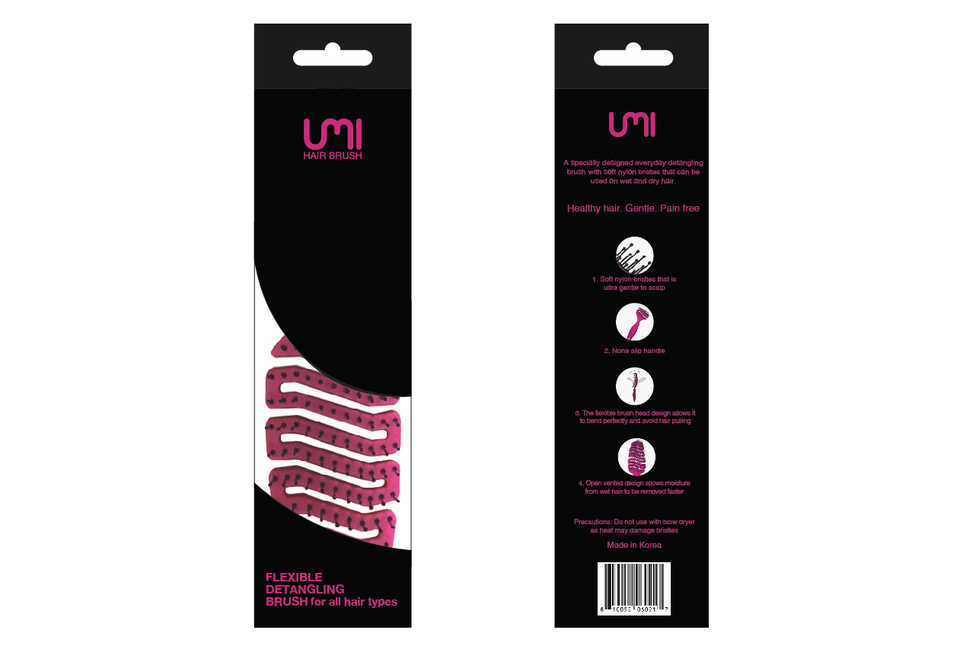 UMI
HAIR BRUSH
FLEXIBLE
DETANGLING
BRUSH for all hair types
UMI
A specially designed everyday detangling
brush with soft nylon bristles that can be
used on wet and dry hair.
Healthy hair. Gentle. Pain free
1. Soft nylon bristles that is
ultra gentle to scalp
2. None slip handle
3. The flexible brush head design allows it
to bend perfectly and avoid hair pulling
4. Open vented design allows moisture
from wet hair to be removed faster
Precautions: Do not use with blow dryer
as heat may damage bristles
Made in Korea